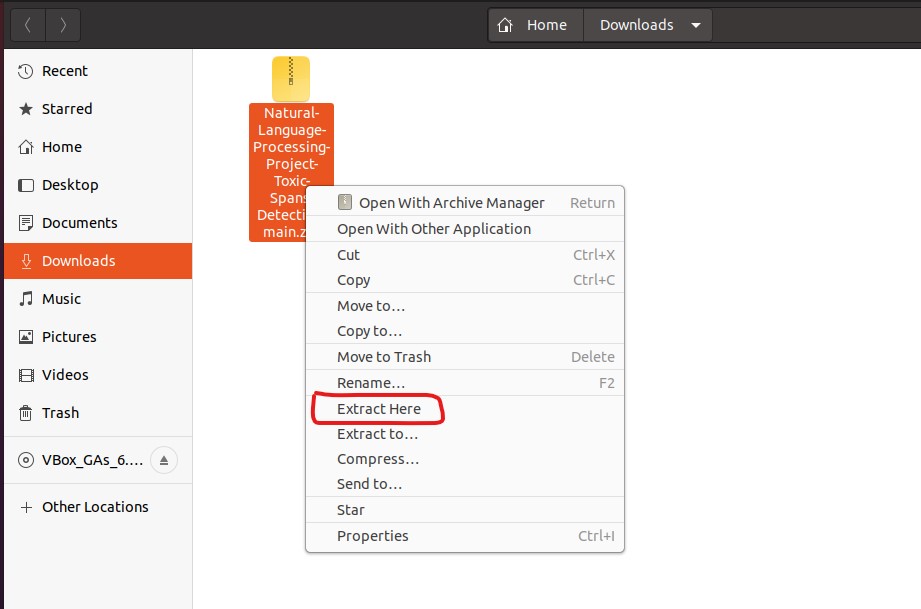 Home
Downloads
Recent
Starred
Home
Desktop
Documents
Downloads
Music
Pictures
Videos
Trash
VBox_GAs_6....
Other Locations
Natural-
Language-
Processing-
Project-
Toxic-
Spans
Detecti
main.z
Open With Archive Manager Return
Open With Other Application
Cut Ctrl+X
Copy Ctrl+C
Move to…
Copy to…
Move to Trash Delete
Rename… F2
Extract Here
Extract to…
Compress…
Send to…
Star
Properties Ctrl+I